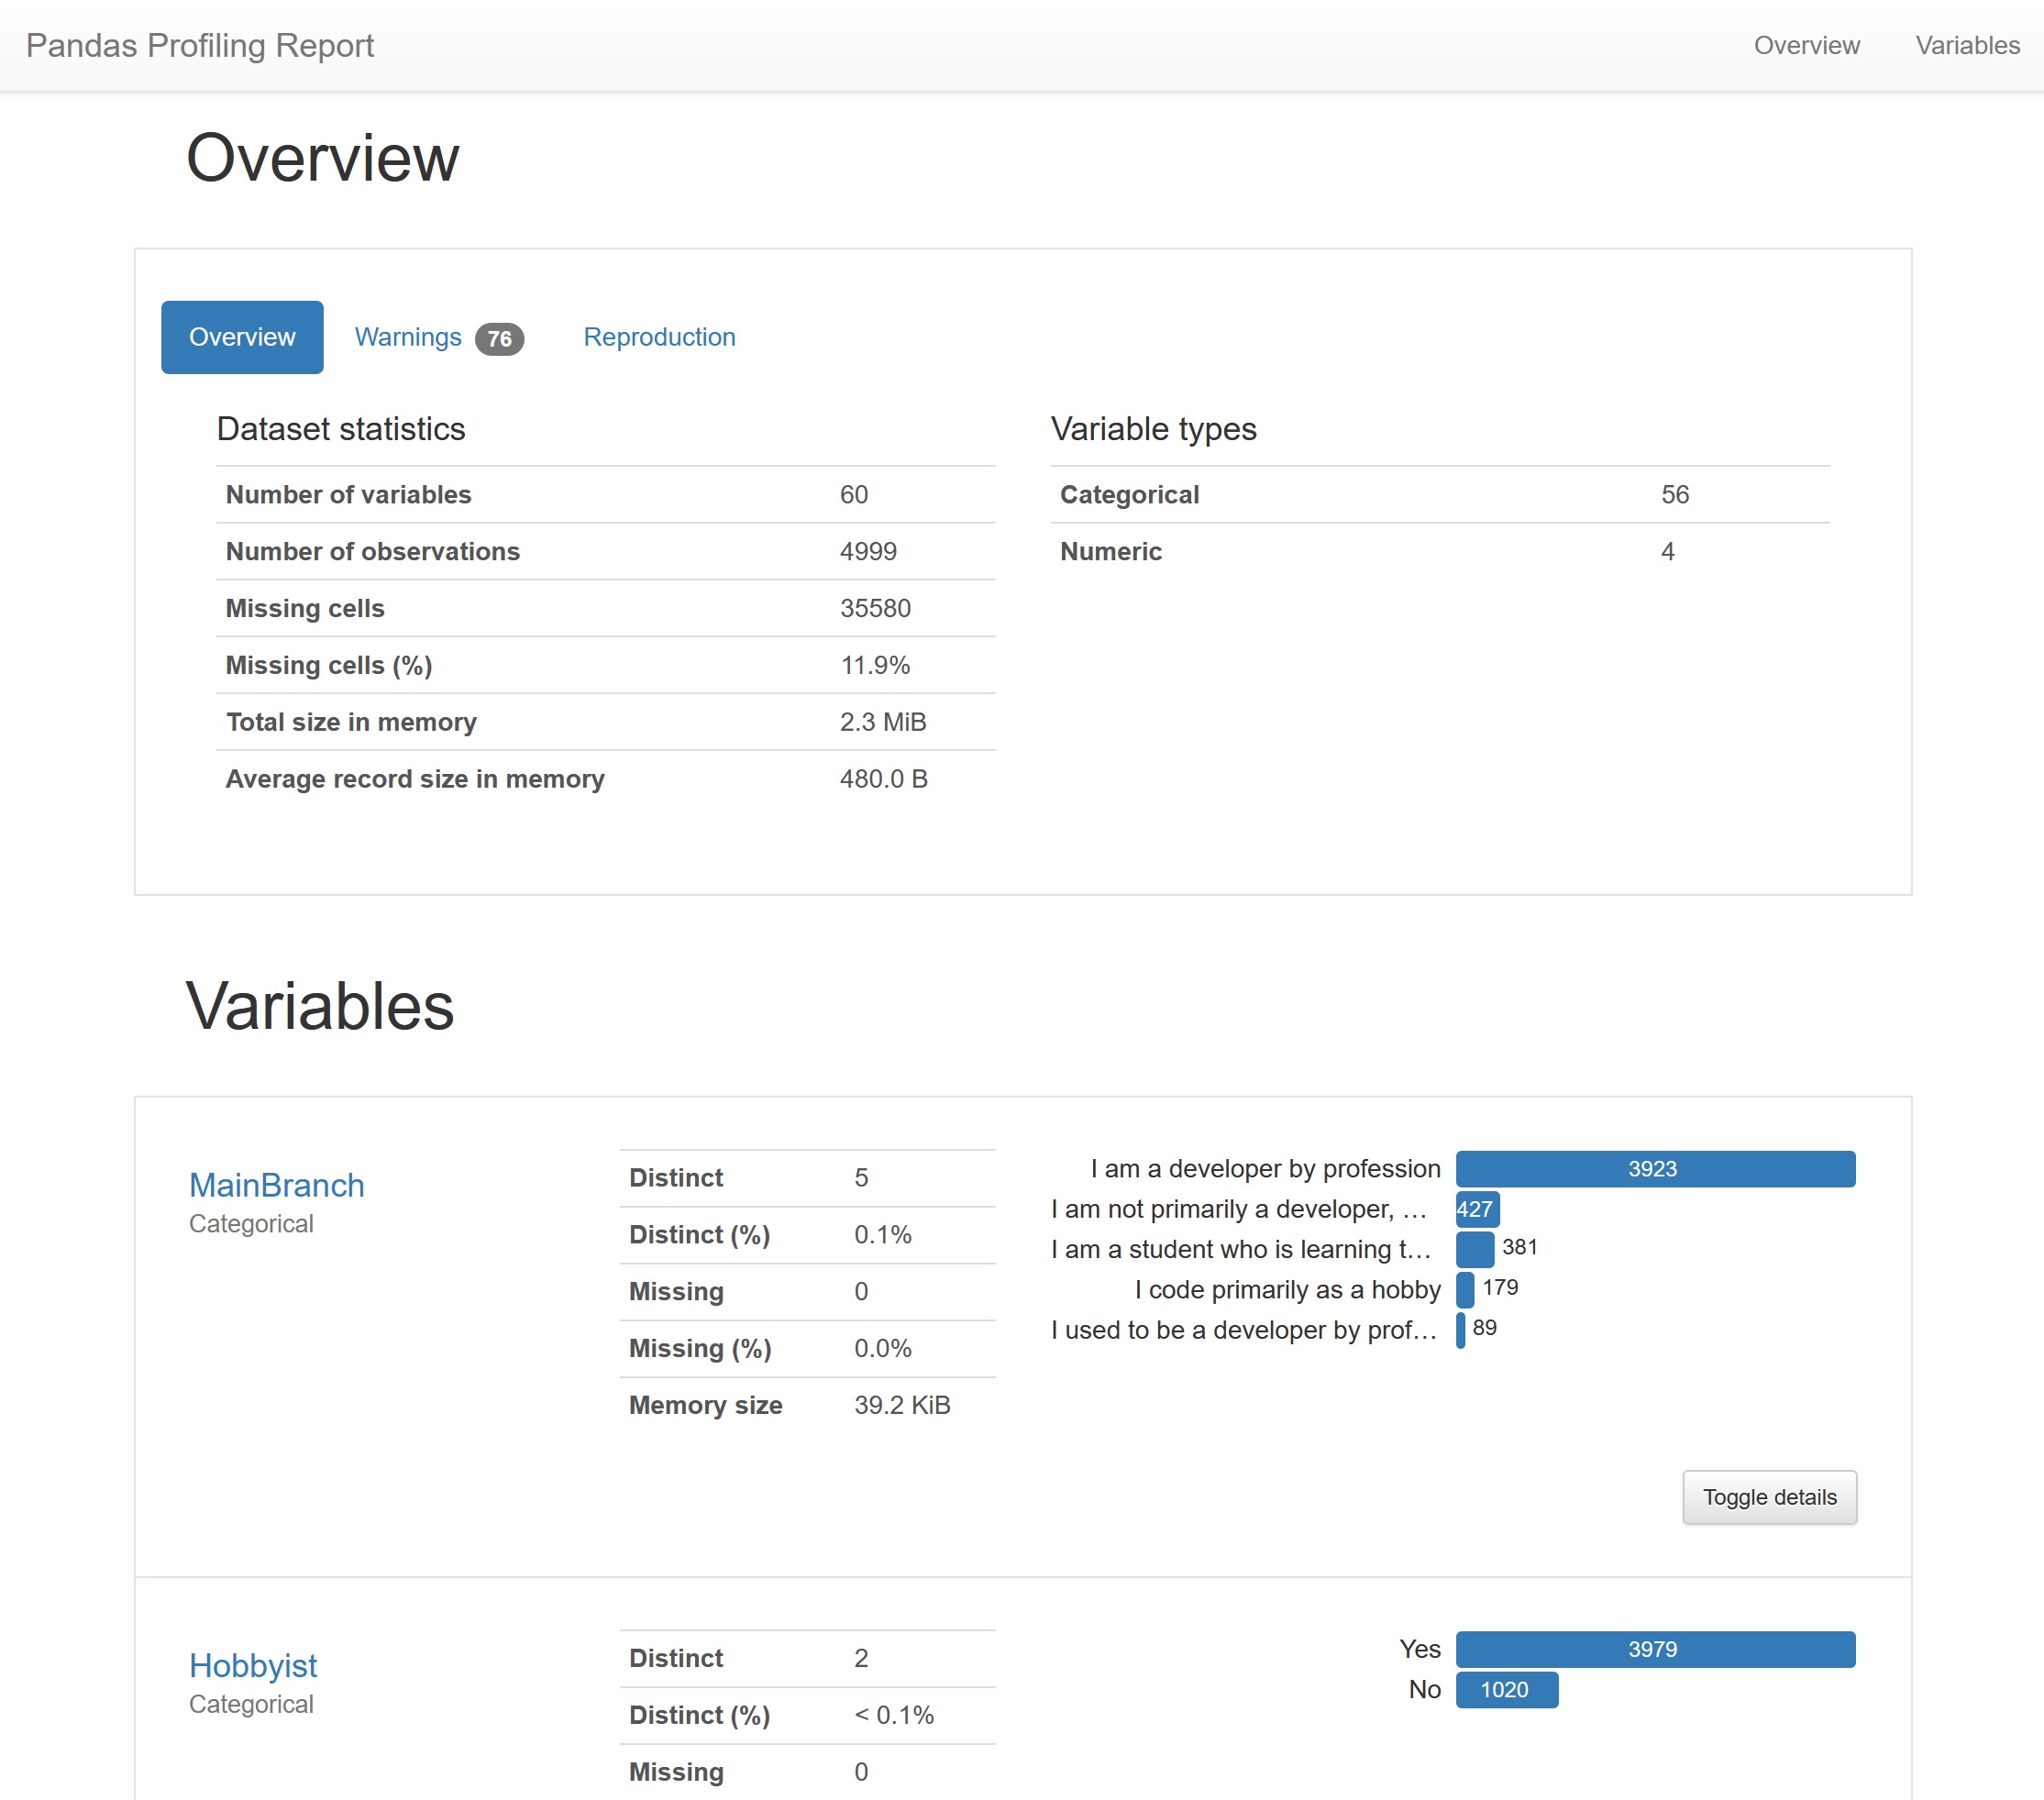 Pandas Profiling Report Overview Variables
Overview
Overview Warnings 76 Reproduction
Dataset statistics
Number of variables 60
Number of observations 4999
Missing cells 35580
Missing cells (%) 11.9%
Total size in memory 2.3 MiB
Average record size in memory 480.0 B
Variable types
Categorical 56
Numeric 4
Variables
MainBranch
Categorical
Distinct 5
Distinct (%) 0.1%
Missing 0
Missing (%) 0.0%
Memory size 39.2 KiB
I am a developer by profession 3923
I am not primarily a developer, … 427
I am a student who is learning t… 381
I code primarily as a hobby 179
I used to be a developer by prof… 89
Toggle details
Hobbyist
Categorical
Distinct 2
Distinct (%) < 0.1%
Missing 0
Yes 3979
No 1020